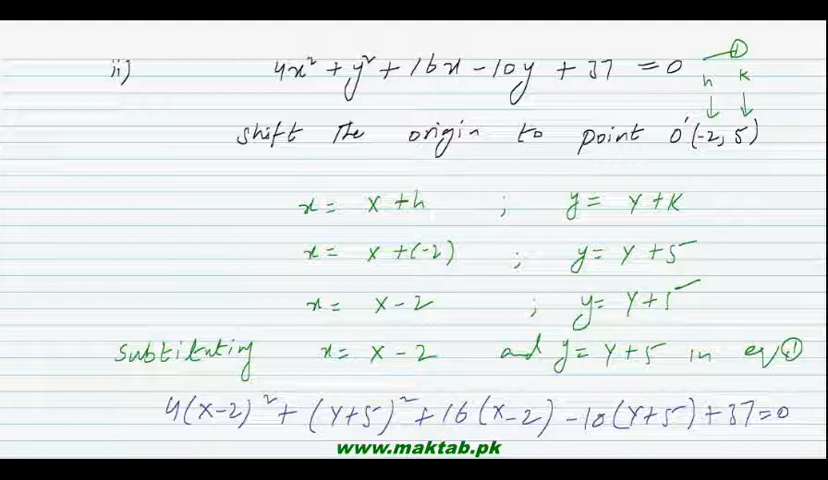 ii) 4x² + y² + 16x - 10y + 37 = 0 — ①
h k
↓ ↓
shift the origin to point O'(-2, 5)
x = X + h ; y = Y + K
x = X + (-2) ; y = Y + 5
x = X - 2 ; y = Y + 5
Substituting x = X - 2 and y = Y + 5 in eq ①
4(X-2)² + (Y+5)² + 16(X-2) - 10(Y+5) + 37 = 0
www.maktab.pk